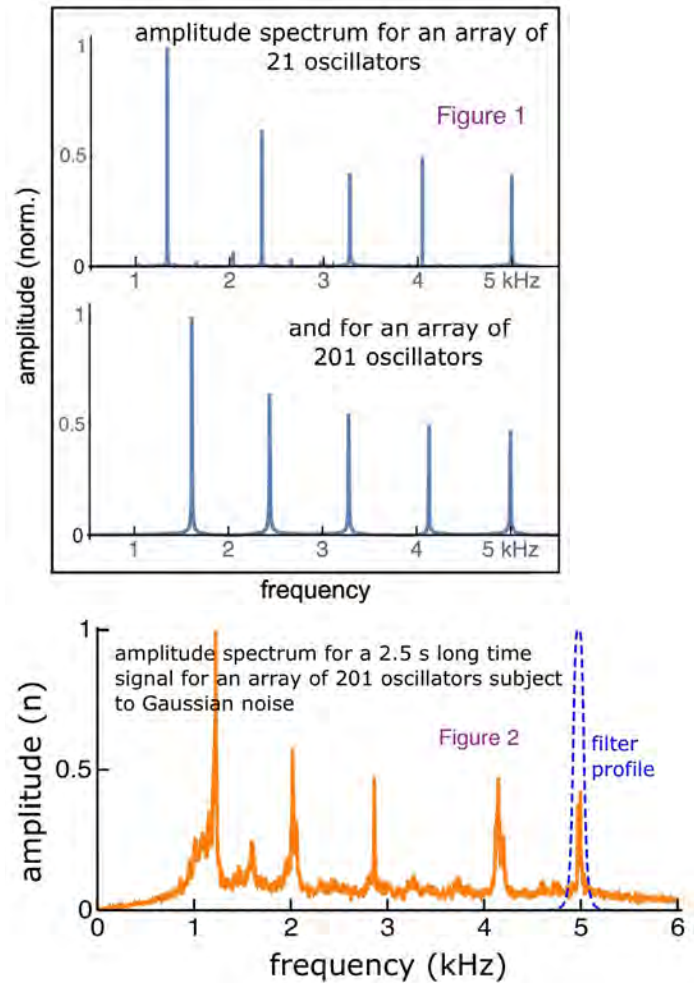 amplitude spectrum for an array of
21 oscillators
Figure 1
1
0.5
0
1 2 3 4 5 kHz
amplitude (norm.)
and for an array of
201 oscillators
1
0.5
0
1 2 3 4 5 kHz
frequency
amplitude spectrum for a 2.5 s long time
signal for an array of 201 oscillators subject
to Gaussian noise
Figure 2
filter
profile
1
0.5
0
amplitude (n)
0 1 2 3 4 5 6
frequency (kHz)